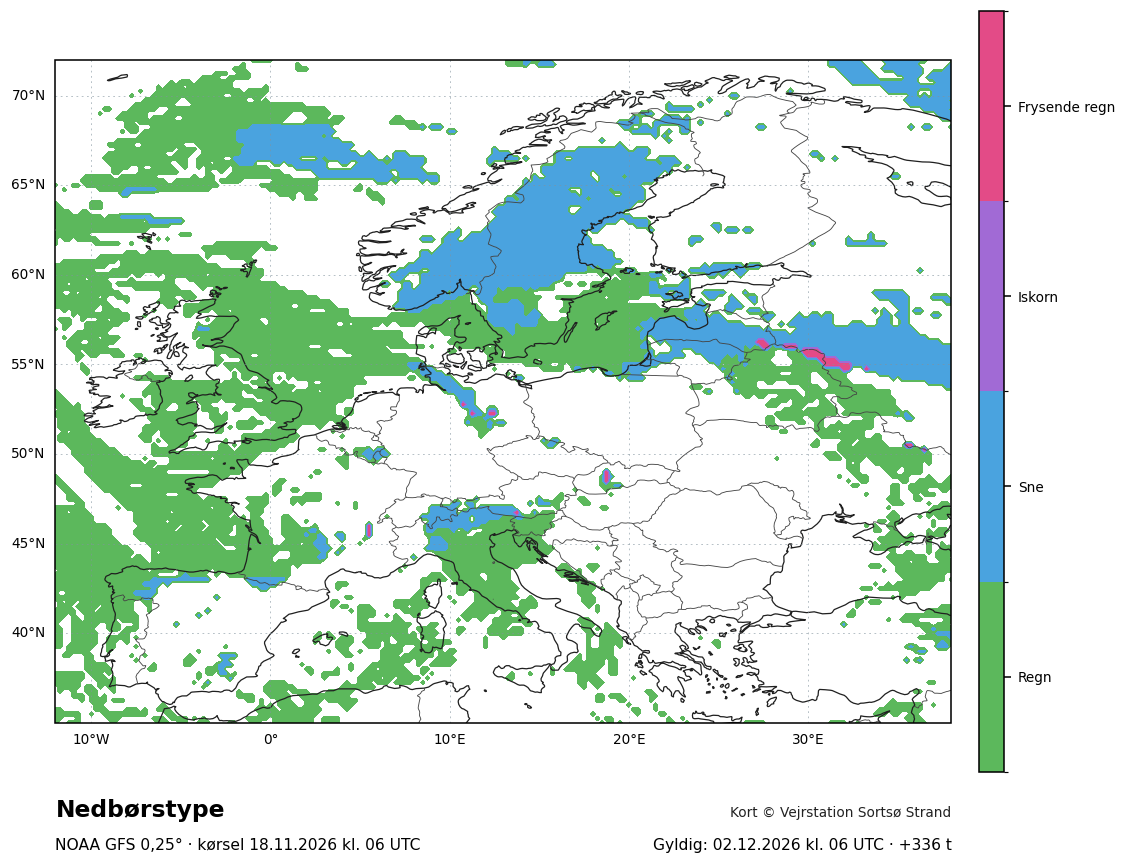 70°N
65°N
60°N
55°N
50°N
45°N
40°N
10°W
0°
10°E
20°E
30°E
Frysende regn
Iskorn
Sne
Regn
Nedbørstype
Kort © Vejrstation Sortsø Strand
NOAA GFS 0,25° · kørsel 18.11.2026 kl. 06 UTC
Gyldig: 02.12.2026 kl. 06 UTC · +336 t